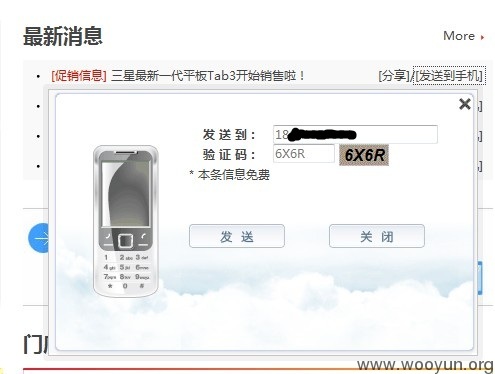 最新消息
More
[促销信息] 三星最新一代平板Tab3开始销售啦！
[分享]/[发送到手机]
发 送 到： 18
验 证 码： 6X6R 6X6R
* 本条信息免费
发 送
关 闭
www.wooyun.org